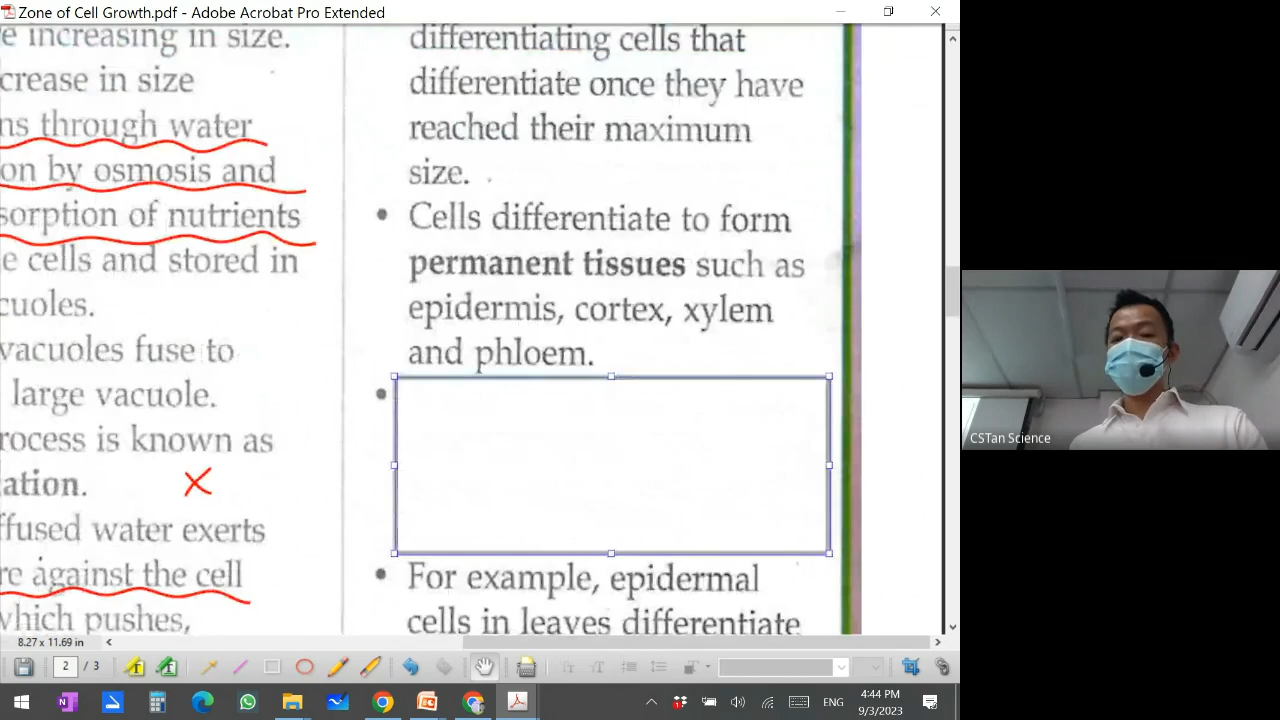 Zone of Cell Growth.pdf - Adobe Acrobat Pro Extended
e increasing in size.
crease in size
ns through water
on by osmosis and
sorption of nutrients
e cells and stored in
cuoles.
vacuoles fuse to
large vacuole.
rocess is known as
ation.
ffused water exerts
re against the cell
which pushes,
differentiating cells that
differentiate once they have
reached their maximum
size.
• Cells differentiate to form
permanent tissues such as
epidermis, cortex, xylem
and phloem.
•
• For example, epidermal
cells in leaves differentiate
CSTan Science
8.27 x 11.69 in
2 / 3
ENG
4:44 PM
9/3/2023